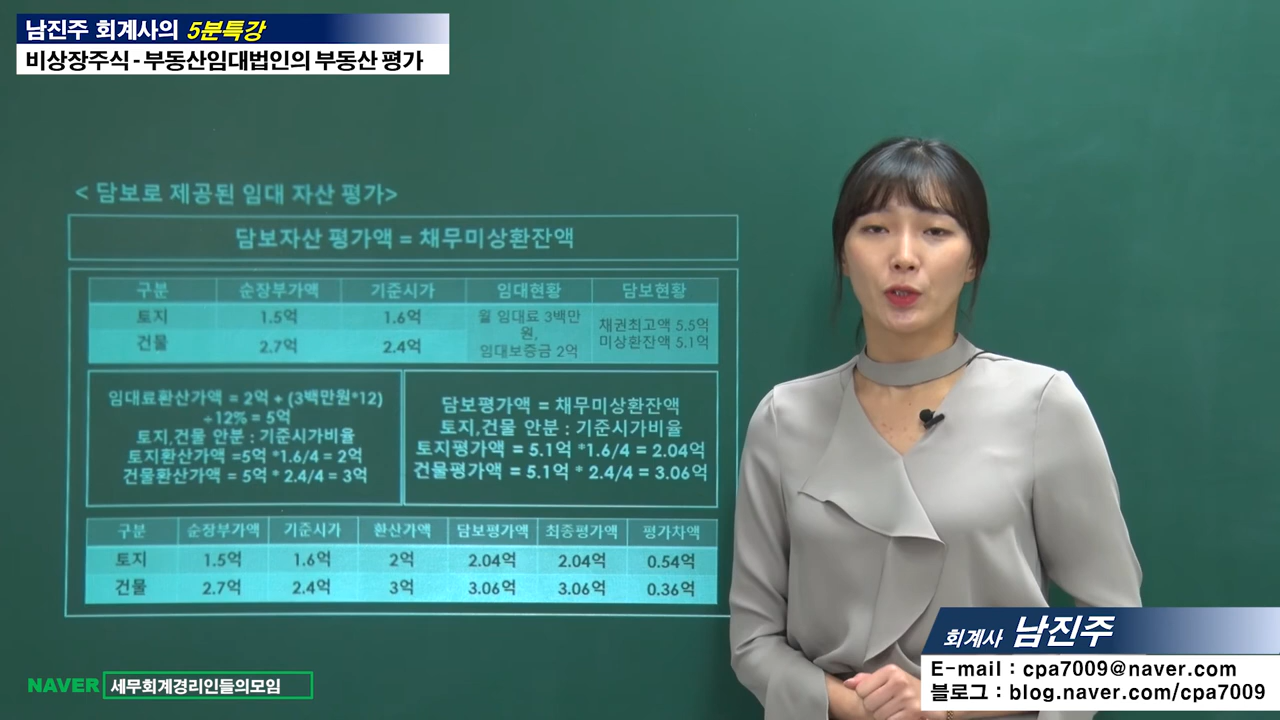 남진주 회계사의 5분특강
비상장주식 - 부동산임대법인의 부동산 평가
< 담보로 제공된 임대 자산 평가>
담보자산 평가액 = 채무미상환잔액
구분 순장부가액 기준시가 임대현황 담보현황
토지 1.5억 1.6억 월 임대료 3백만
원,
임대보증금 2억 채권최고액 5.5억
미상환잔액 5.1억
건물 2.7억 2.4억
임대료환산가액 = 2억 + (3백만원*12)
÷12% = 5억
토지,건물 안분 : 기준시가비율
토지환산가액 =5억 *1.6/4 = 2억
건물환산가액 = 5억 * 2.4/4 = 3억
담보평가액 = 채무미상환잔액
토지,건물 안분 : 기준시가비율
토지평가액 = 5.1억 *1.6/4 = 2.04억
건물평가액 = 5.1억 * 2.4/4 = 3.06억
구분 순장부가액 기준시가 환산가액 담보평가액 최종평가액 평가차액
토지 1.5억 1.6억 2억 2.04억 2.04억 0.54억
건물 2.7억 2.4억 3억 3.06억 3.06억 0.36억
회계사 남진주
E-mail : cpa7009@naver.com
블로그 : blog.naver.com/cpa7009
NAVER 세무회계경리인들의모임